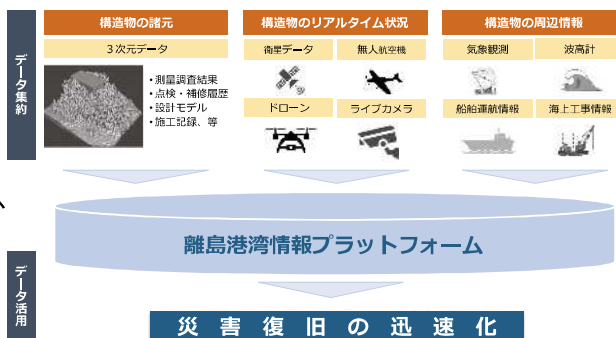 データ集約
構造物の諸元
3次元データ
・測量調査結果
・点検・補修履歴
・設計モデル
・施工記録、等
構造物のリアルタイム状況
衛星データ
無人航空機
ドローン
ライブカメラ
構造物の周辺情報
気象観測
波高計
船舶運航情報
海上工事情報
離島港湾情報プラットフォーム
データ活用
災害復旧の迅速化